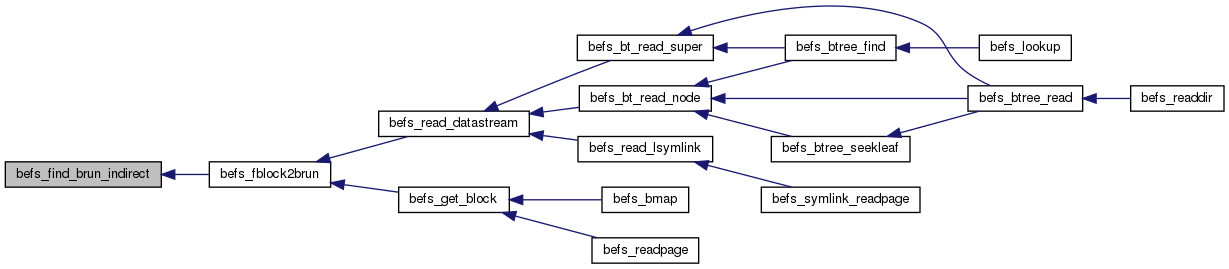 befs_bt_read_super
befs_btree_find
befs_lookup
befs_bt_read_node
befs_btree_read
befs_readdir
befs_read_datastream
befs_read_lsymlink
befs_btree_seekleaf
befs_find_brun_indirect
befs_fblock2brun
befs_get_block
befs_bmap
befs_symlink_readpage
befs_readpage